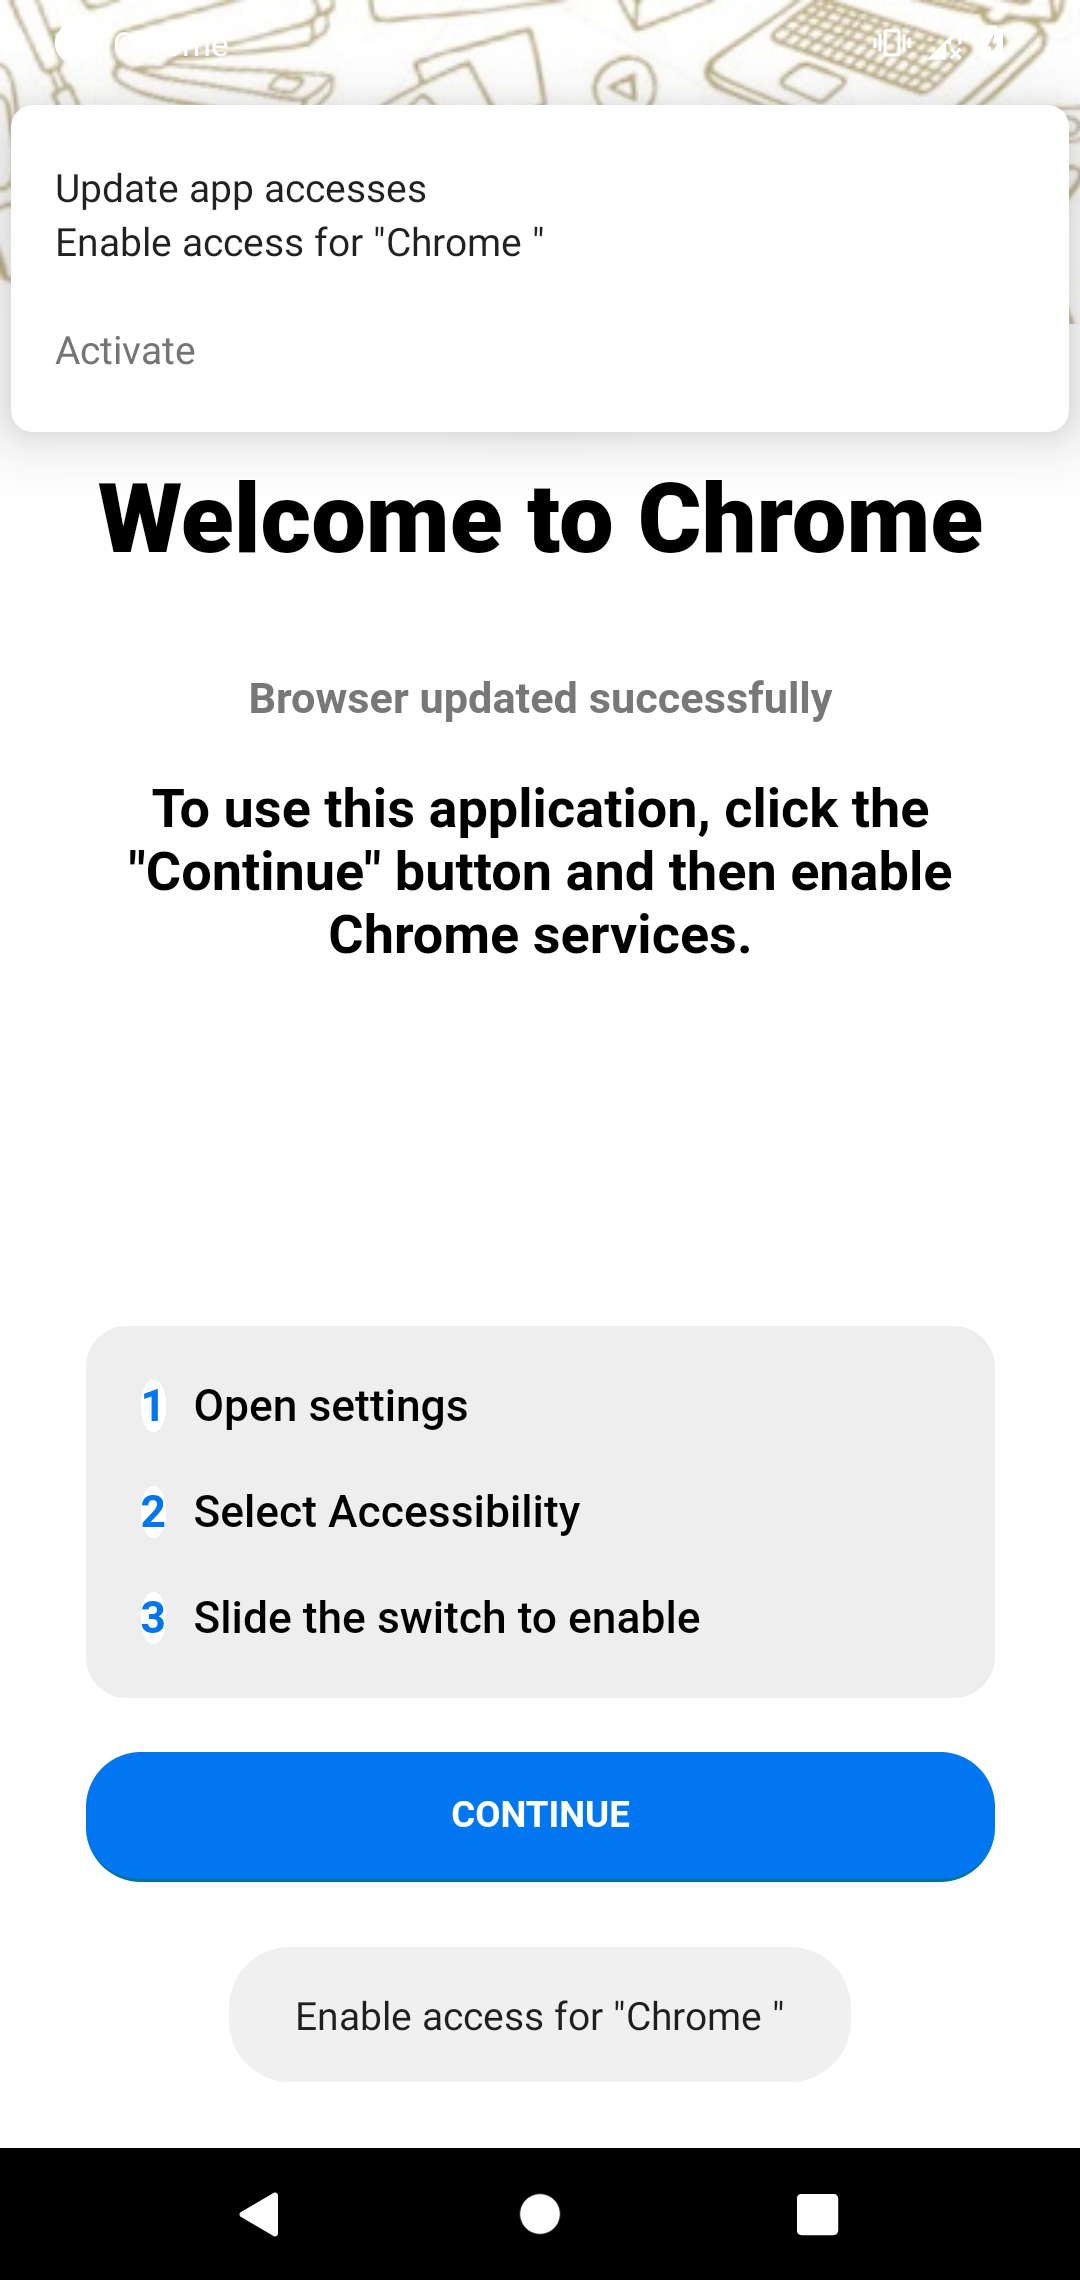 Update app accesses
Enable access for "Chrome "
Activate
Welcome to Chrome
Browser updated successfully
To use this application, click the
"Continue" button and then enable
Chrome services.
1 Open settings
2 Select Accessibility
3 Slide the switch to enable
CONTINUE
Enable access for "Chrome "